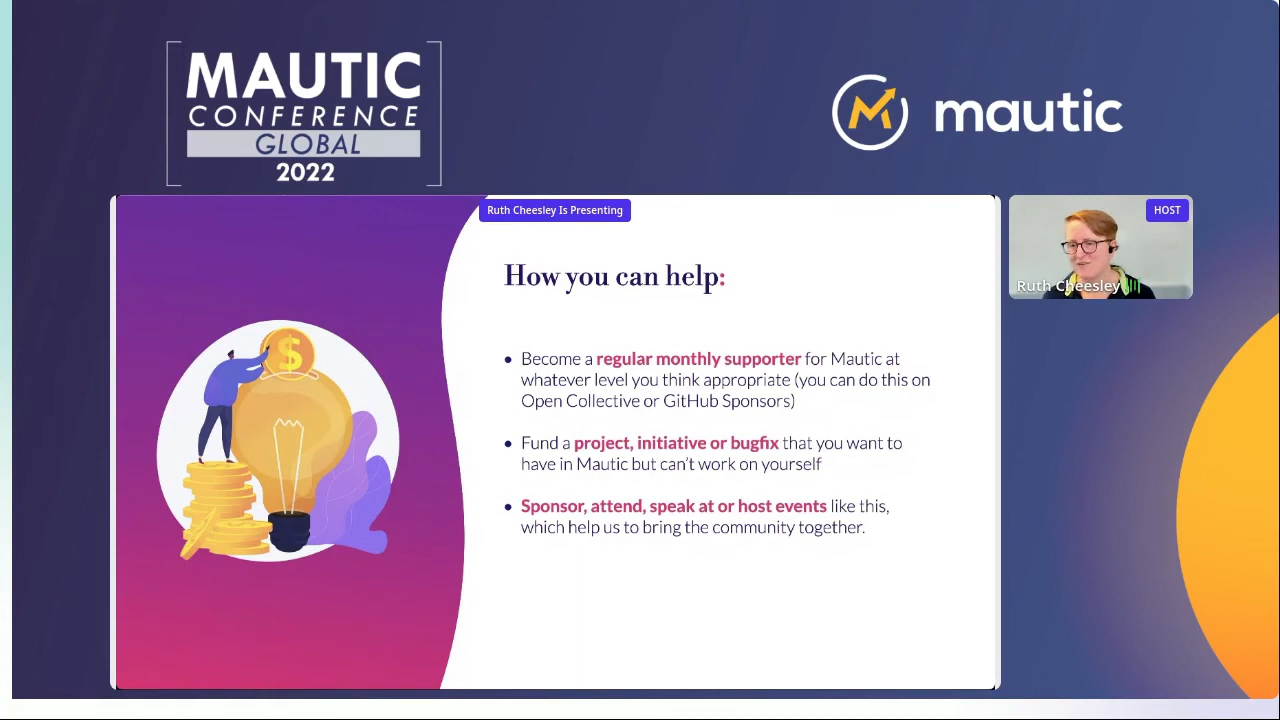 MAUTIC
CONFERENCE
GLOBAL
2022
mautic
Ruth Cheesley Is Presenting
HOST
Ruth Cheesley
How you can help:
• Become a regular monthly supporter for Mautic at
whatever level you think appropriate (you can do this on
Open Collective or GitHub Sponsors)
• Fund a project, initiative or bugfix that you want to
have in Mautic but can't work on yourself
• Sponsor, attend, speak at or host events like this,
which help us to bring the community together.
$